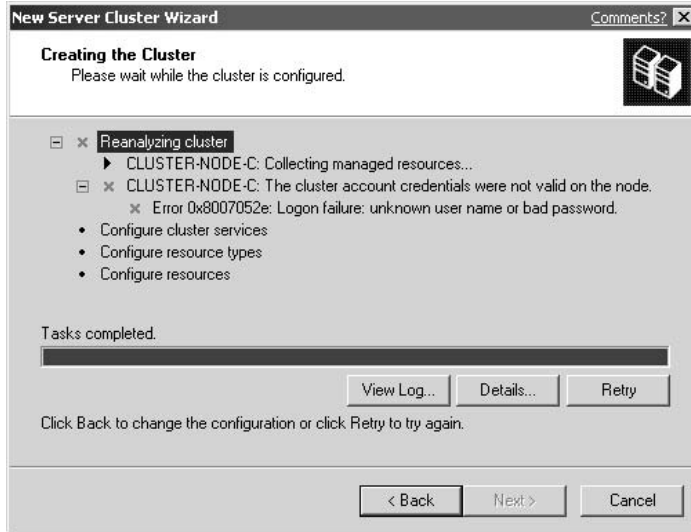 New Server Cluster Wizard Comments?
Creating the Cluster
Please wait while the cluster is configured.
Reanalyzing cluster
CLUSTER-NODE-C: Collecting managed resources...
CLUSTER-NODE-C: The cluster account credentials were not valid on the node.
Error 0x8007052e: Logon failure: unknown user name or bad password.
Configure cluster services
Configure resource types
Configure resources
Tasks completed.
View Log... Details... Retry
Click Back to change the configuration or click Retry to try again.
< Back Next > Cancel